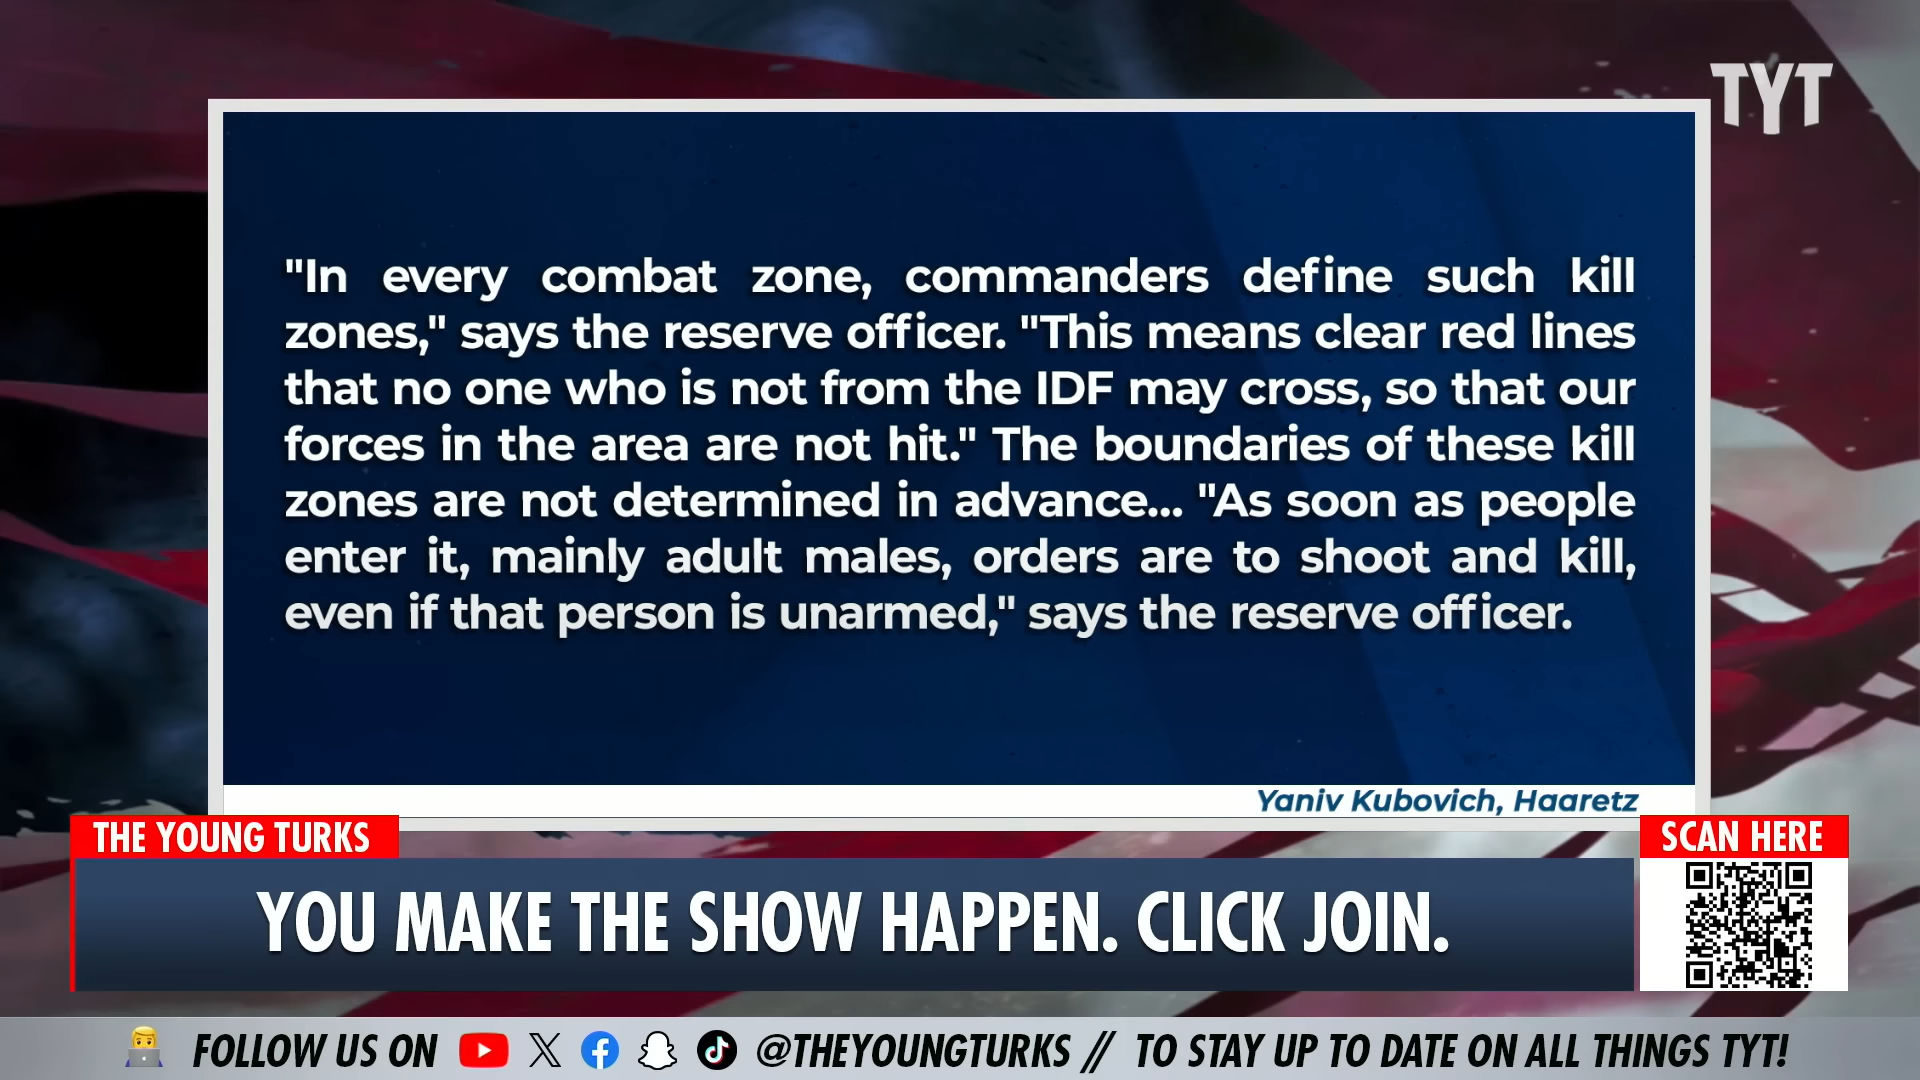 TYT
"In every combat zone, commanders define such kill
zones," says the reserve officer. "This means clear red lines
that no one who is not from the IDF may cross, so that our
forces in the area are not hit." The boundaries of these kill
zones are not determined in advance... "As soon as people
enter it, mainly adult males, orders are to shoot and kill,
even if that person is unarmed," says the reserve officer.
Yaniv Kubovich, Haaretz
THE YOUNG TURKS
SCAN HERE
YOU MAKE THE SHOW HAPPEN. CLICK JOIN.
FOLLOW US ON @THEYOUNGTURKS // TO STAY UP TO DATE ON ALL THINGS TYT!